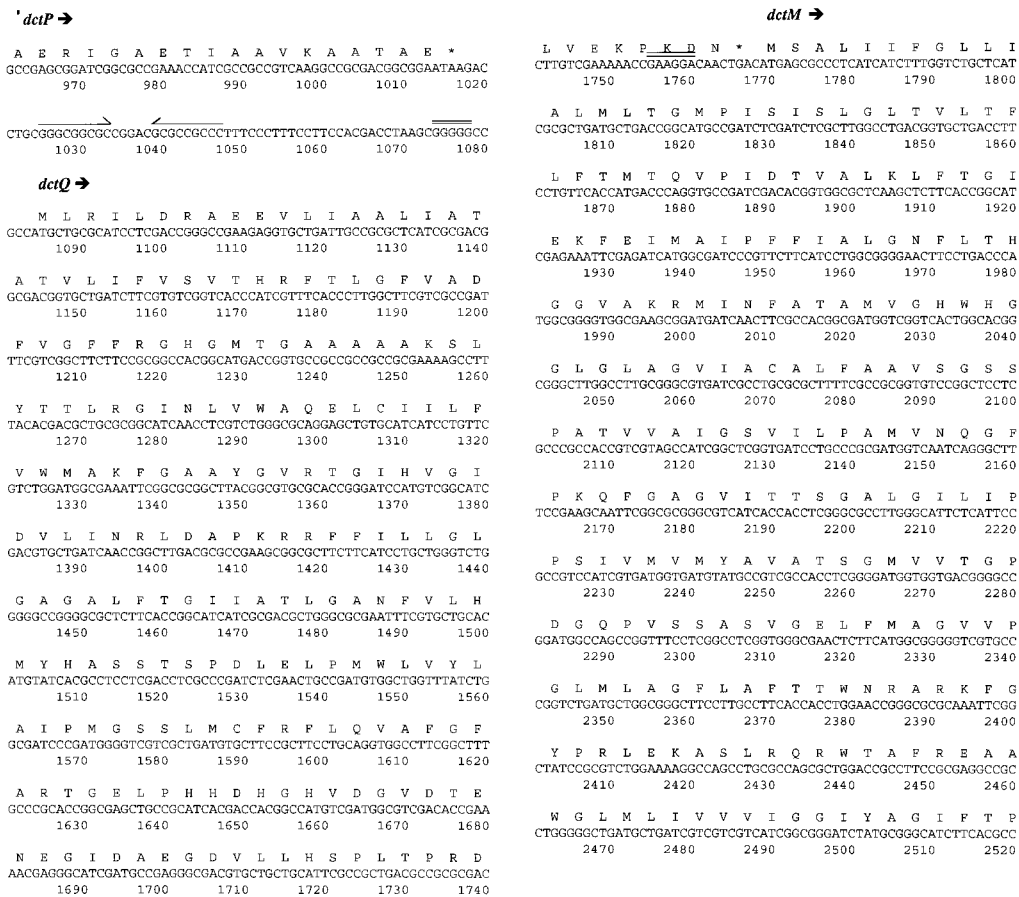 ' dctP ➔
A E R I G A E T I A A V K A A T A E *
GCCGAGCGGATCGGCGCCGAAACCATCGCCGCCGTCAAGGCCGCGACGGCGGAATAAGAC
970 980 990 1000 1010 1020
CTGCGGGCGGCGCCGGACGCGCCGCCCTTTCCCTTTCCTTCCACGACCTAAGCGGGGGCC
1030 1040 1050 1060 1070 1080
dctQ ➔
M L R I L D R A E E V L I A A L I A T
GCCATGCTGCGCATCCTCGACCGGGCCGAAGAGGTGCTGATTGCCGCGCTCATCGCGACG
1090 1100 1110 1120 1130 1140
A T V L I F V S V T H R F T L G F V A D
GCGACGGTGCTGATCTTCGTGTCGGTCACCCATCGTTTCACCCTTGGCTTCGTCGCCGAT
1150 1160 1170 1180 1190 1200
F V G F F R G H G M T G A A A A A K S L
TTCGTCGGCTTCTTCCGCGGCCACGGCATGACCGGTGCCGCCGCCGCCGCGAAAAGCCTT
1210 1220 1230 1240 1250 1260
Y T T L R G I N L V W A Q E L C I I L F
TACACGACGCTGCGCGGCATCAACCTCGTCTGGGCGCAGGAGCTGTGCATCATCCTGTTC
1270 1280 1290 1300 1310 1320
V W M A K F G A A Y G V R T G I H V G I
GTCTGGATGGCGAAATTCGGCGCGGCTTACGGCGTGCGCACCGGGATCCATGTCGGCATC
1330 1340 1350 1360 1370 1380
D V L I N R L D A P K R R F F I L L G L
GACGTGCTGATCAACCGGCTTGACGCGCCGAAGCGGCGCTTCTTCATCCTGCTGGGTCTG
1390 1400 1410 1420 1430 1440
G A G A L F T G I I A T L G A N F V L H
GGGGCCGGGGCGCTCTTCACCGGCATCATCGCGACGCTGGGCGCGAATTTCGTGCTGCAC
1450 1460 1470 1480 1490 1500
M Y H A S S T S P D L E L P M W L V Y L
ATGTATCACGCCTCCTCGACCTCGCCCGATCTCGAACTGCCGATGTGGCTGGTTTATCTG
1510 1520 1530 1540 1550 1560
A I P M G S S L M C F R F L Q V A F G F
GCGATCCCGATGGGGTCGTCGCTGATGTGCTTCCGCTTCCTGCAGGTGGCCTTCGGCTTT
1570 1580 1590 1600 1610 1620
A R T G E L P H H D H G H V D G V D T E
GCCCGCACCGGCGAGCTGCCGCATCACGACCACGGCCATGTCGATGGCGTCGACACCGAA
1630 1640 1650 1660 1670 1680
N E G I D A E G D V L L H S P L T P R D
AACGAGGGCATCGATGCCGAGGGCGACGTGCTGCTGCATTCGCCGCTGACGCCGCGCGAC
1690 1700 1710 1720 1730 1740
dctM ➔
L V E K P K D N * M S A L I I F G L L I
CTTGTCGAAAAACCGAAGGACAACTGACATGAGCGCCCTCATCATCTTTGGTCTGCTCAT
1750 1760 1770 1780 1790 1800
A L M L T G M P I S I S L G L T V L T F
CGCGCTGATGCTGACCGGCATGCCGATCTCGATCTCGCTTGGCCTGACGGTGCTGACCTT
1810 1820 1830 1840 1850 1860
L F T M T Q V P I D T V A L K L F T G I
CCTGTTCACCATGACCCAGGTGCCGATCGACACGGTGGCGCTCAAGCTCTTCACCGGCAT
1870 1880 1890 1900 1910 1920
E K F E I M A I P F F I A L G N F L T H
CGAGAAATTCGAGATCATGGCGATCCCGTTCTTCATCCTGGCGGGGAACTTCCTGACCCA
1930 1940 1950 1960 1970 1980
G G V A K R M I N F A T A M V G H W H G
TGGCGGGGTGGCGAAGCGGATGATCAACTTCGCCACGGCGATGGTCGGTCACTGGCACGG
1990 2000 2010 2020 2030 2040
G L G L A G V I A C A L F A A V S G S S
CGGGCTTGGCCTTGCGGGCGTGATCGCCTGCGCGCTTTTCGCCGCGGTGTCCGGCTCCTC
2050 2060 2070 2080 2090 2100
P A T V V A I G S V I L P A M V N Q G F
GCCCGCCACCGTCGTAGCCATCGGCTCGGTGATCCTGCCCGCGATGGTCAATCAGGGCTT
2110 2120 2130 2140 2150 2160
P K Q F G A G V I T T S G A L G I L I P
TCCGAAGCAATTCGGCGCGGGCGTCATCACCACCTCGGGCGCCTTGGGCATTCTCATTCC
2170 2180 2190 2200 2210 2220
P S I V M V M Y A V A T S G M V V T G P
GCCGTCCATCGTGATGGTGATGTATGCCGTCGCCACCTCGGGGATGGTGGTGACGGGGCC
2230 2240 2250 2260 2270 2280
D G Q P V S S A S V G E L F M A G V V P
GGATGGCCAGCCGGTTTCCTCGGCCTCGGTGGGCGAACTCTTCATGGCGGGGGTCGTGCC
2290 2300 2310 2320 2330 2340
G L M L A G F L A F T T W N R A R K F G
CGGTCTGATGCTGGCGGGCTTCCTTGCCTTCACCACCTGGAACCGGGCGCGCAAATTCGG
2350 2360 2370 2380 2390 2400
Y P R L E K A S L R Q R W T A F R E A A
CTATCCGCGTCTGGAAAAGGCCAGCCTGCGCCAGCGCTGGACCGCCTTCCGCGAGGCCGC
2410 2420 2430 2440 2450 2460
W G L M L I V V V I G G I Y A G I F T P
CTGGGGGCTGATGCTGATCGTCGTCGTCATCGGCGGGATCTATGCGGGCATCTTCACGCC
2470 2480 2490 2500 2510 2520